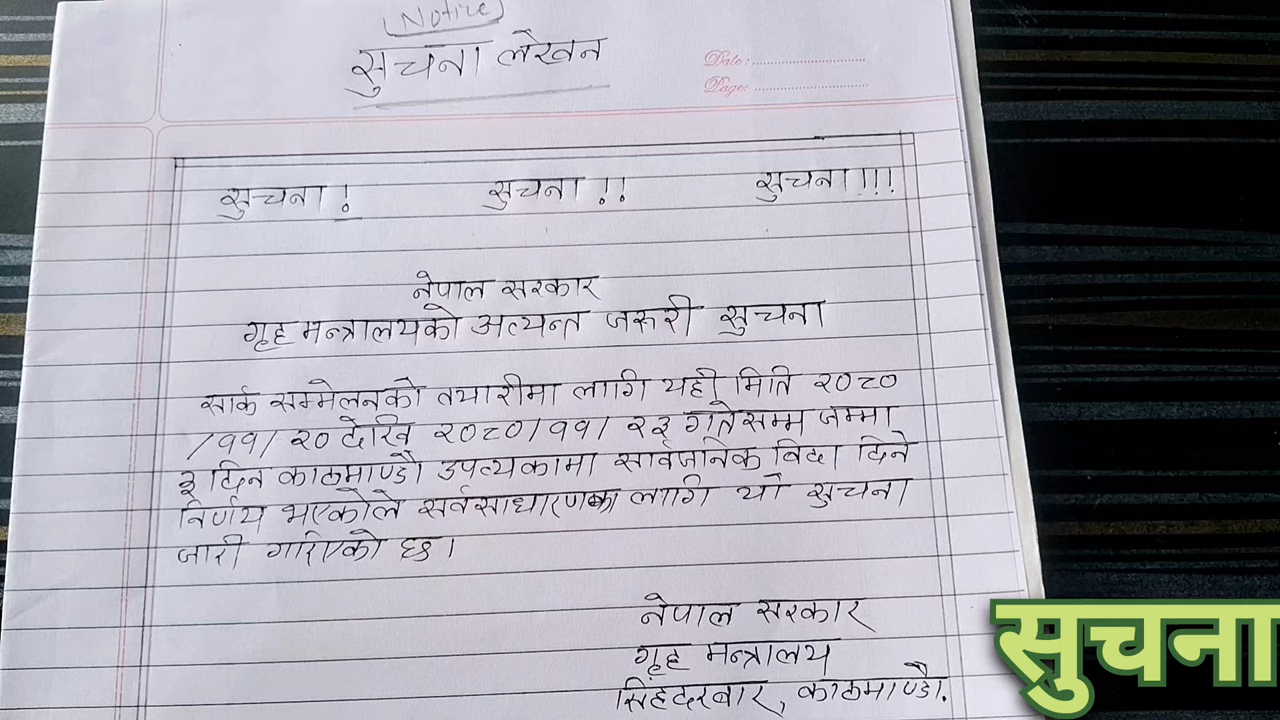 (Notice)
सुचना लेखन
Date:
Page:
सुचना! सुचना!! सुचना!!!
नेपाल सरकार
गृह मन्त्रालयको अत्यन्त जरुरी सुचना
सार्क सम्मेलनको तयारीमा लागि यही मिति २०८०
/११/ २० देखि २०८०/११/ २३ गतेसम्म जम्मा
३ दिन काठमाण्डौ उपत्यकामा सार्वजनिक विदा दिने
निर्णय भएकोले सर्वसाधारणका लागि यो सुचना
जारी गरिएको छ।
नेपाल सरकार
गृह मन्त्रालय
सिंहदरबार, काठमाण्डौ.
सुचना